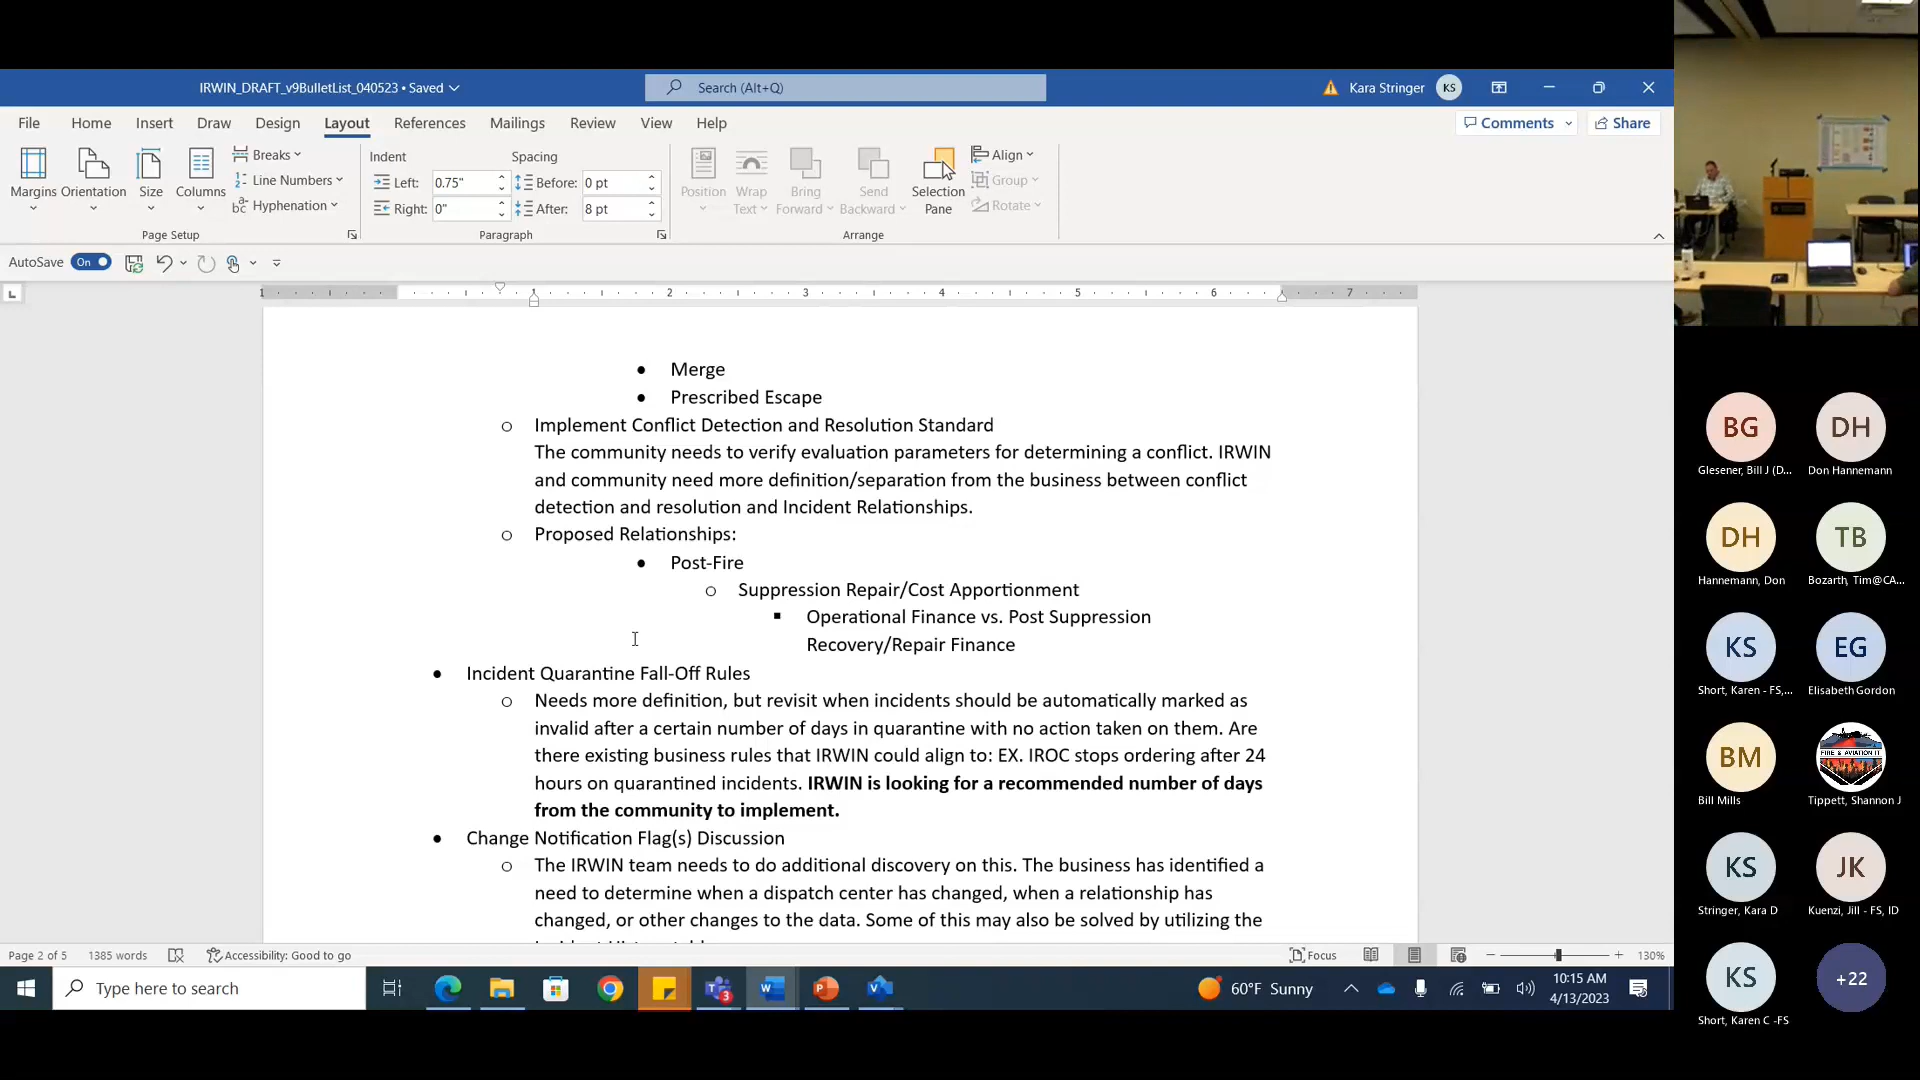 IRWIN_DRAFT_v9BulletList_040523 • Saved
Search (Alt+Q)
Kara Stringer
KS
File Home Insert Draw Design Layout References Mailings Review View Help
Comments
Share
Margins
Orientation
Size
Columns
Breaks
Line Numbers
Hyphenation
Page Setup
Indent
Left: 0.75"
Right: 0"
Spacing
Before: 0 pt
After: 8 pt
Paragraph
Position
Wrap Text
Bring Forward
Send Backward
Selection Pane
Align
Group
Rotate
Arrange
AutoSave On
1 1 2 3 4 5 6 7
• Merge
• Prescribed Escape
o Implement Conflict Detection and Resolution Standard
The community needs to verify evaluation parameters for determining a conflict. IRWIN
and community need more definition/separation from the business between conflict
detection and resolution and Incident Relationships.
o Proposed Relationships:
• Post-Fire
o Suppression Repair/Cost Apportionment
▪ Operational Finance vs. Post Suppression
Recovery/Repair Finance
• Incident Quarantine Fall-Off Rules
o Needs more definition, but revisit when incidents should be automatically marked as
invalid after a certain number of days in quarantine with no action taken on them. Are
there existing business rules that IRWIN could align to: EX. IROC stops ordering after 24
hours on quarantined incidents. IRWIN is looking for a recommended number of days
from the community to implement.
• Change Notification Flag(s) Discussion
o The IRWIN team needs to do additional discovery on this. The business has identified a
need to determine when a dispatch center has changed, when a relationship has
changed, or other changes to the data. Some of this may also be solved by utilizing the
Page 2 of 5
1385 words
Accessibility: Good to go
Focus
130%
Type here to search
3
60°F Sunny
10:15 AM
4/13/2023
BG
Glesener, Bill J (D...
DH
Don Hannemann
DH
Hannemann, Don
TB
Bozarth, Tim@CA...
KS
Short, Karen - FS,...
EG
Elisabeth Gordon
BM
Bill Mills
FIRE & AVIATION IT
Tippett, Shannon J
KS
Stringer, Kara D
JK
Kuenzi, Jill - FS, ID
KS
Short, Karen C -FS
+22